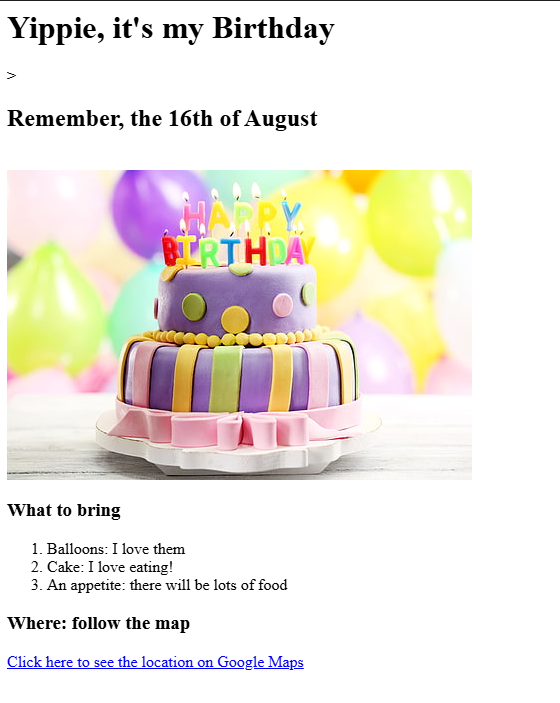 Yippie, it's my Birthday
>
Remember, the 16th of August
HAPPY
BIRTHDAY
What to bring
1. Balloons: I love them
2. Cake: I love eating!
3. An appetite: there will be lots of food
Where: follow the map
Click here to see the location on Google Maps